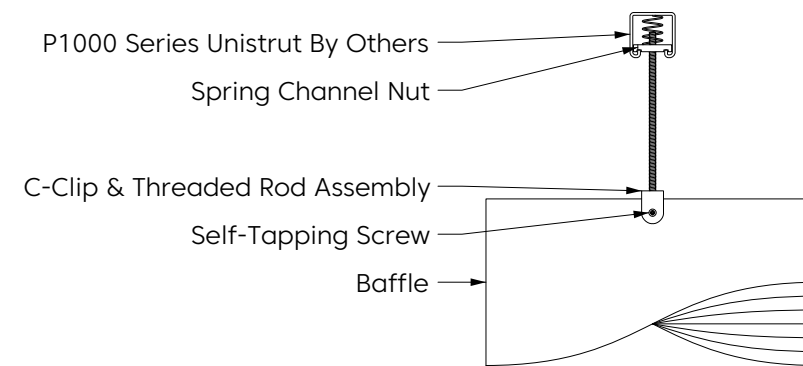 P1000 Series Unistrut By Others
Spring Channel Nut
C-Clip & Threaded Rod Assembly
Self-Tapping Screw
Baffle